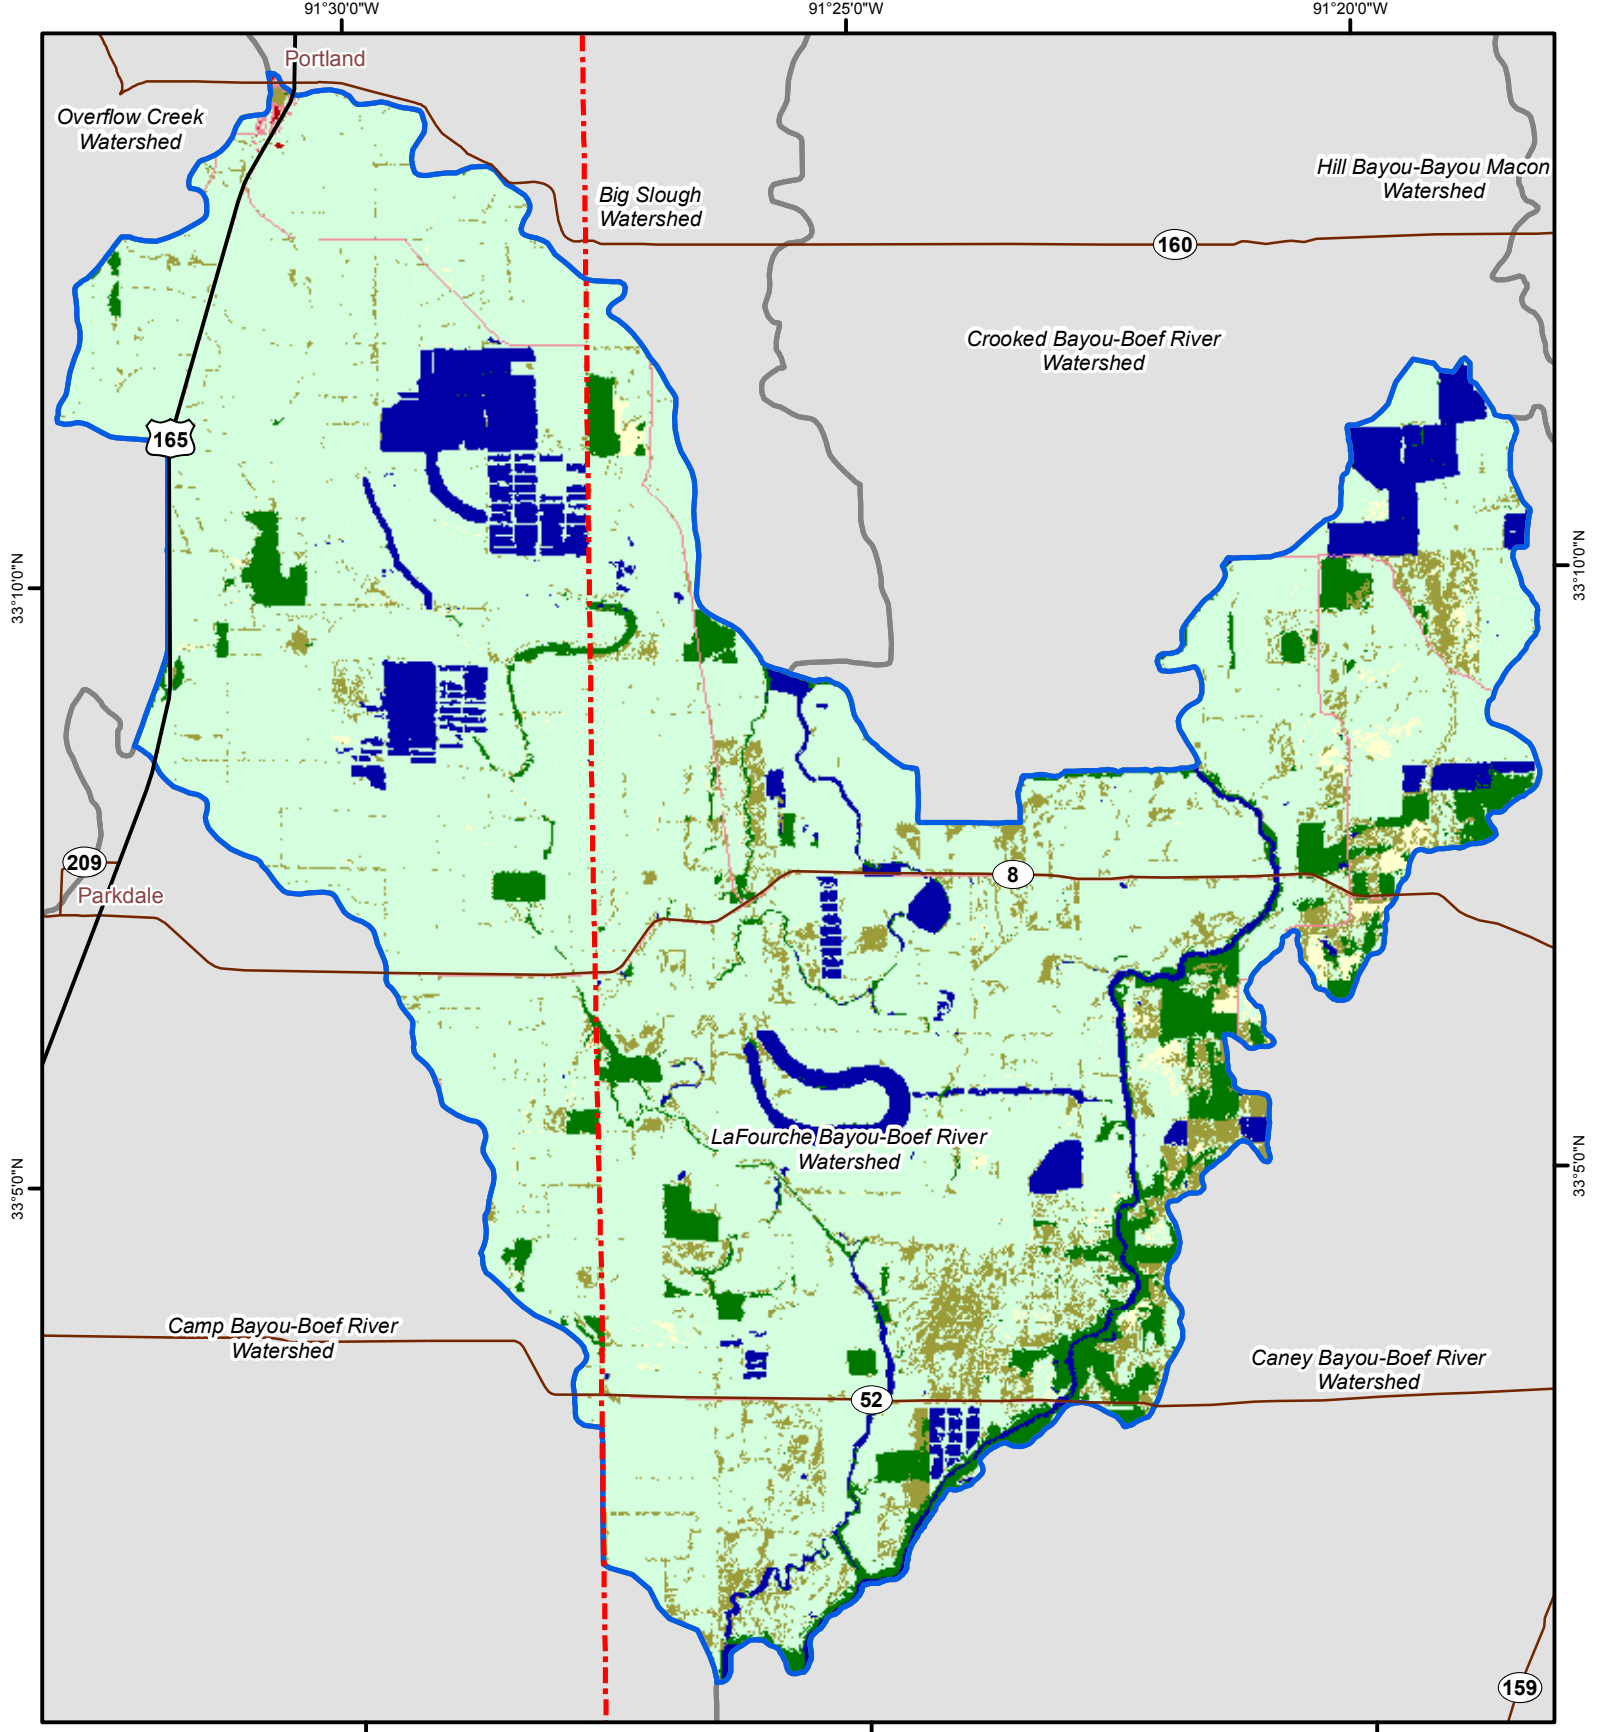 91°30'0"W
91°25'0"W
91°20'0"W
Portland
Overflow Creek
Watershed
Hill Bayou-Bayou Macon
Watershed
Big Slough
Watershed
160
Crooked Bayou-Boef River
Watershed
165
33°10'0"N
33°10'0"N
209
8
Parkdale
LaFourche Bayou-Boef River
Watershed
33°5'0"N
33°5'0"N
Camp Bayou-Boef River
Watershed
Caney Bayou-Boef River
Watershed
52
159